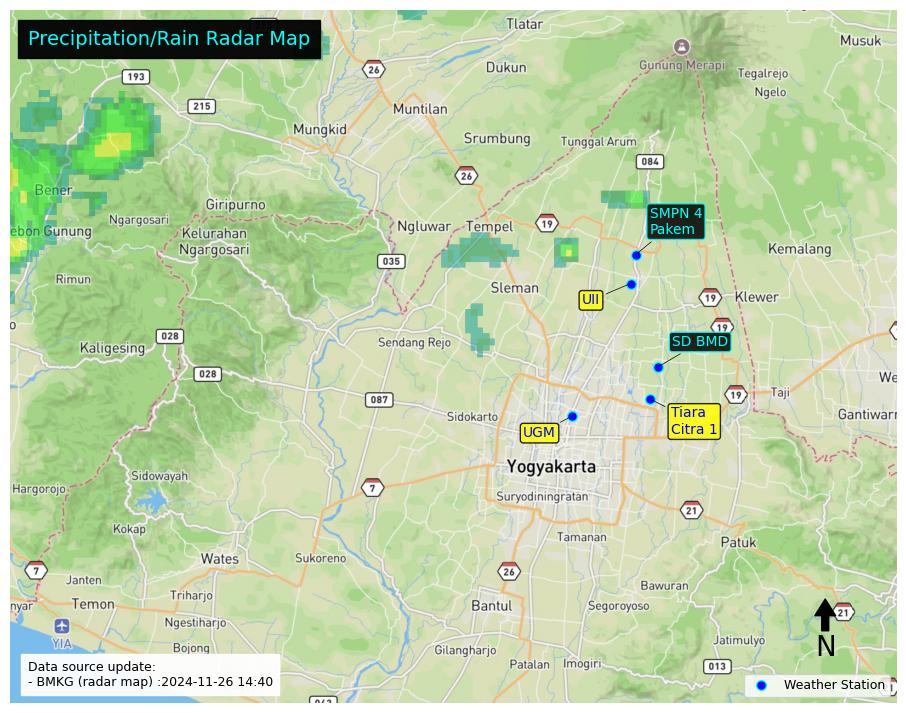 Precipitation/Rain Radar Map
Tlatar
Musuk
26
Dukun
Gunung Merapi
Tegalrejo
193
Ngelo
215
Muntilan
Mungkid
Srumbung
Tunggal Arum
084
26
Bener
Giripurno
SMPN 4
Pakem
Ngargosari
Ngluwar
Tempel
19
ebon Gunung
Kelurahan
Ngargosari
Kemalang
035
Rimun
Sleman
UII
19
Klewer
19
028
Sendang Rejo
SD BMD
Kaligesing
028
We
087
19
Taji
Sidokarto
Tiara
Citra 1
Gantiwarn
UGM
Yogyakarta
Sidowayah
Hargorojo
7
Suryodiningratan
21
Kokap
Tamanan
Patuk
Wates
Sukoreno
7
26
Janten
Bawuran
Triharjo
nyar
Temon
Bantul
Segoroyoso
21
Ngestiharjo
YIA
Jatimulyo
N
Bojong
Gilangharjo
Data source update:
- BMKG (radar map) :2024-11-26 14:40
Patalan
Imogiri
013
Weather Station